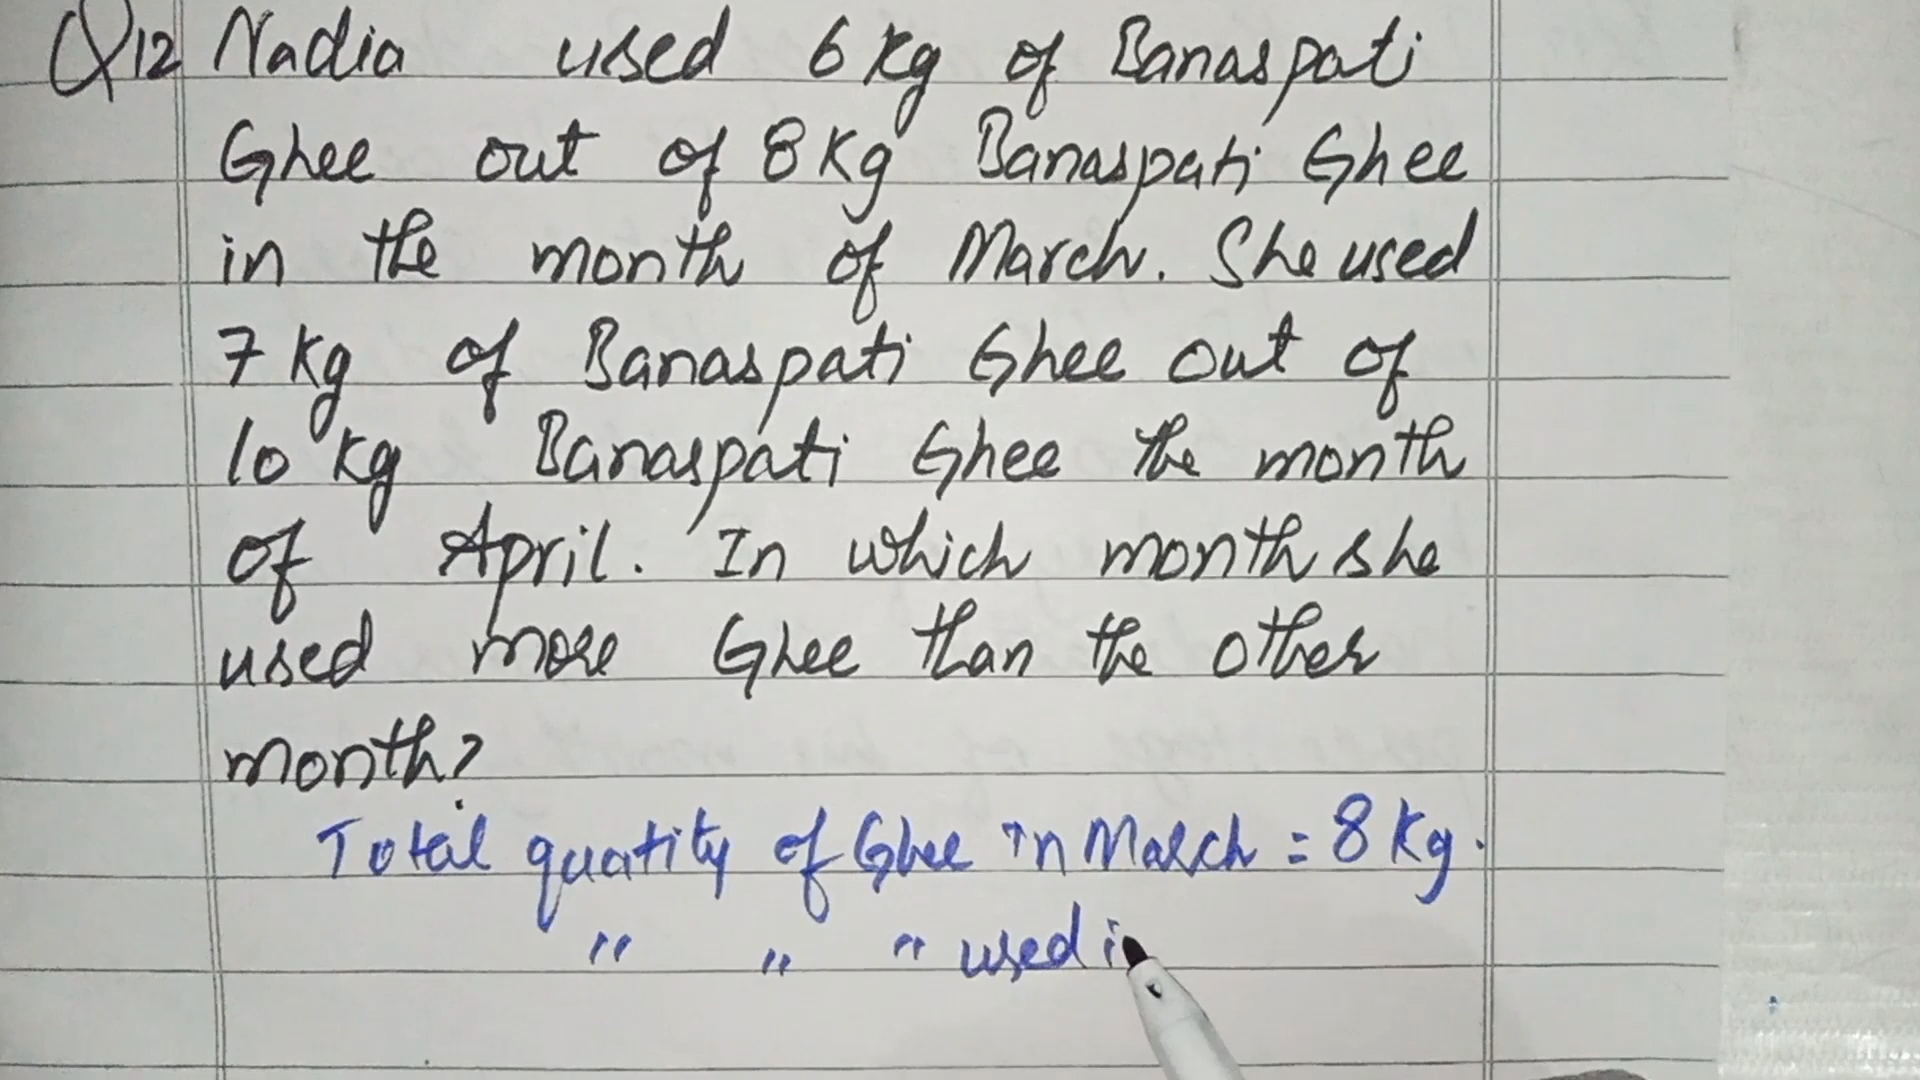 Q12 Nadia used 6 kg of Banaspati
Ghee out of 8 kg Banaspati Ghee
in the month of March. She used
7 kg of Banaspati Ghee out of
10 kg Banaspati Ghee the month
of April. In which month she
used more Ghee than the other
month?
Total quatity of Ghee in March = 8 kg.
" " " used i